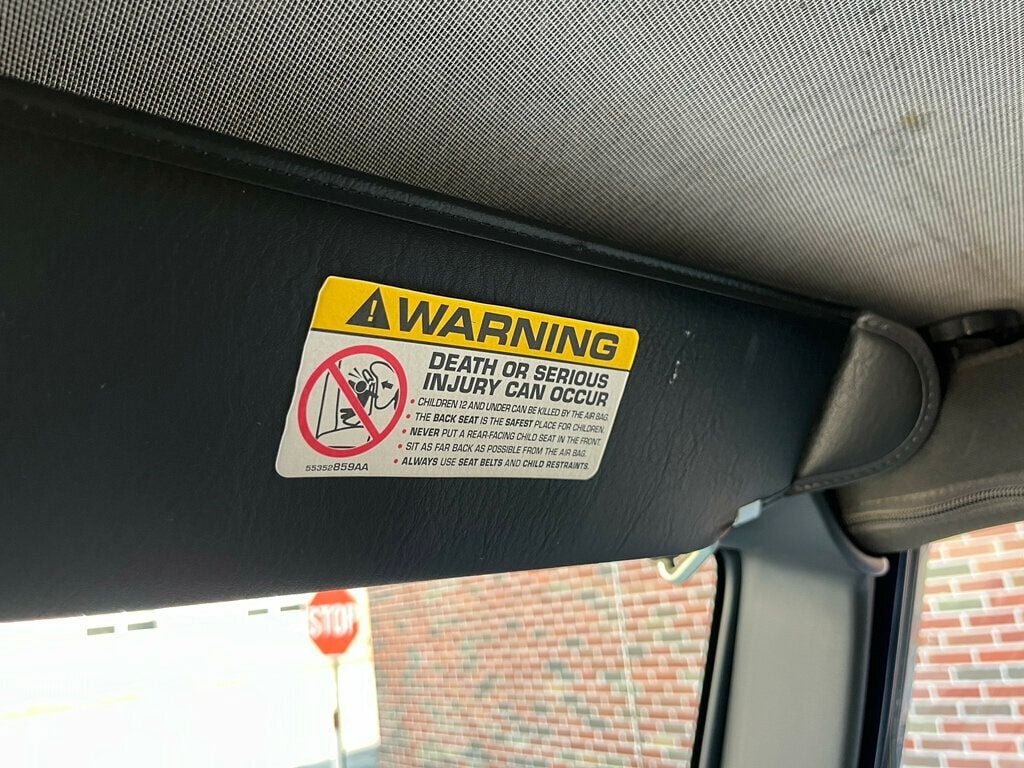 WARNING
DEATH OR SERIOUS
INJURY CAN OCCUR
• CHILDREN 12 AND UNDER CAN BE KILLED BY THE AIR BAG.
• THE BACK SEAT IS THE SAFEST PLACE FOR CHILDREN.
• NEVER PUT A REAR-FACING CHILD SEAT IN THE FRONT.
• SIT AS FAR BACK AS POSSIBLE FROM THE AIR BAG.
• ALWAYS USE SEAT BELTS AND CHILD RESTRAINTS.
55352859AA
STOP